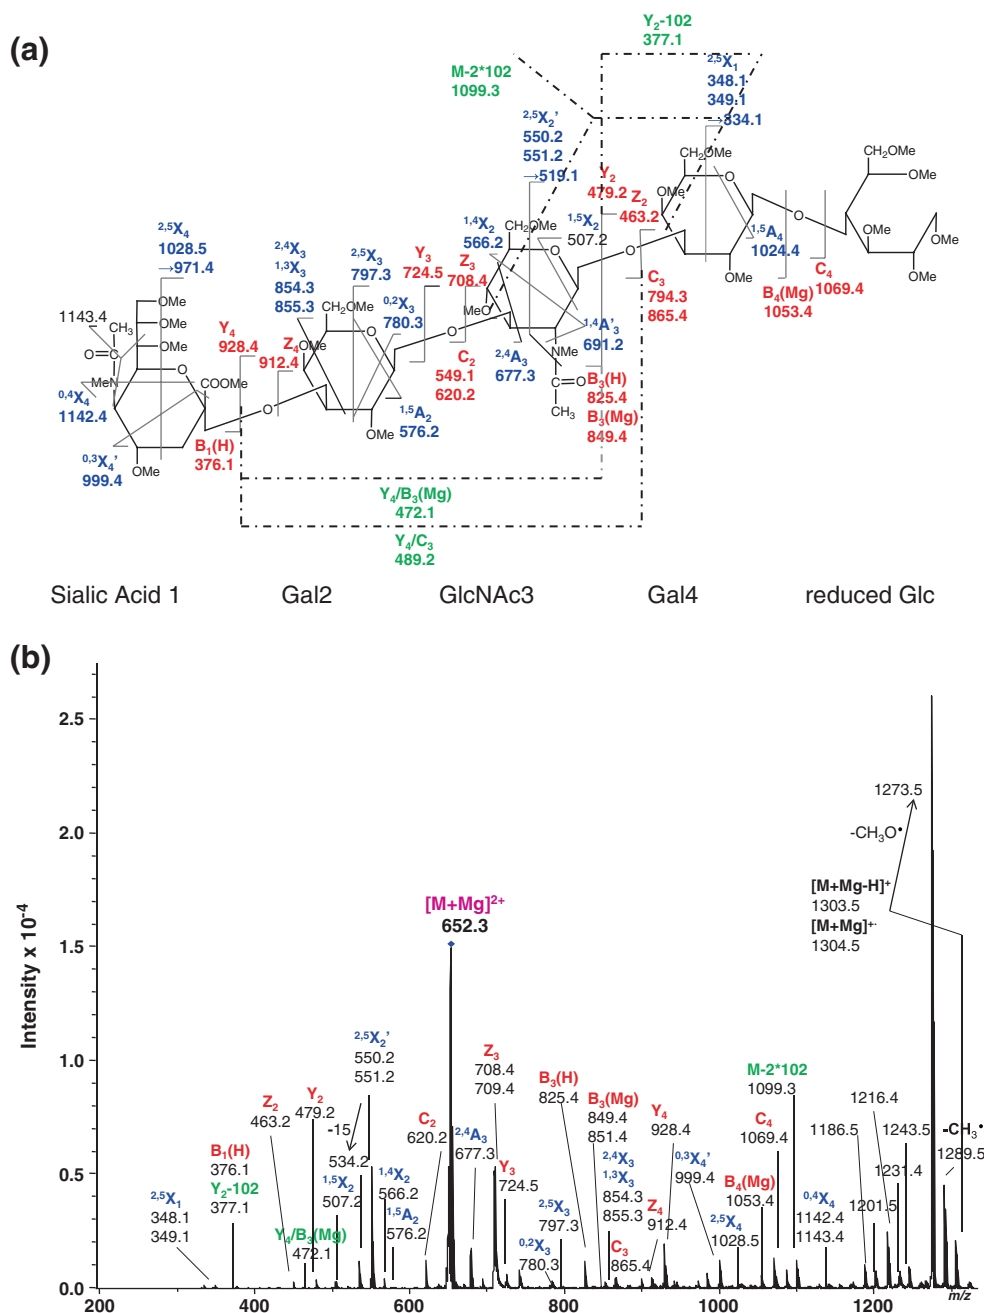 (a)
Y2-102
377.1
M-2*102
1099.3
2,5X1
348.1
349.1
→334.1
2,5X2'
550.2
551.2
→519.1
CH2OMe
CH2OMe
OMe
OMe
Y2
479.2
Z2
463.2
2,5X4
1028.5
→971.4
2,4X3
1,3X3
854.3
855.3
2,5X3
797.3
Y3
724.5
1,4X2
566.2
1,5X2
507.2
CH2OMe
Z3
708.4
OMe
O
O
O
1,5A4
1024.4
OMe
OMe
OMe
0,2X3
780.3
C3
794.3
865.4
C4
1069.4
B4(Mg)
1053.4
1143.4
CH3
OMe
OMe
OMe
O=C
MeN
Y4
928.4
Z4
912.4
CH2OMe
OMe
O
O
MeO
O
OMe
1,4A'3
691.2
2,4A3
677.3
C2
549.1
620.2
NMe
C=O
CH3
B3(H)
825.4
B3(Mg)
849.4
0,4X4
1142.4
COOMe
O
O
1,5A2
576.2
OMe
B1(H)
376.1
0,3X4'
999.4
OMe
OMe
Y4/B3(Mg)
472.1
Y4/C3
489.2
Sialic Acid 1 Gal2 GlcNAc3 Gal4 reduced Glc
(b)
Intensity x 10-4
2.5
2.0
1.5
1.0
0.5
0.0
200 400 600 800 1000 1200
m/z
2,5X1
348.1
349.1
B1(H)
376.1
Y2-102
377.1
Z2
463.2
Y4/B3(Mg)
472.1
Y2
479.2
1,5X2
507.2
-15
534.2
2,5X2'
550.2
551.2
1,4X2
566.2
1,5A2
576.2
C2
620.2
[M+Mg]2+
652.3
2,4A3
677.3
Z3
708.4
709.4
Y3
724.5
0,2X3
780.3
2,5X3
797.3
B3(H)
825.4
B3(Mg)
849.4
851.4
2,4X3
1,3X3
854.3
855.3
C3
865.4
Z4
912.4
Y4
928.4
0,3X4'
999.4
2,5X4
1028.5
B4(Mg)
1053.4
C4
1069.4
M-2*102
1099.3
0,4X4
1142.4
1143.4
1186.5
1201.5
1216.4
1231.4
1243.5
1273.5
-CH3O•
[M+Mg-H]+
1303.5
[M+Mg]+·
1304.5
-CH3•
1289.5